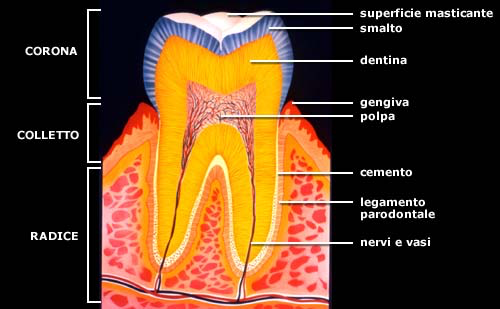 superficie masticante
smalto
CORONA
dentina
gengiva
polpa
COLLETTO
cemento
legamento
parodontale
RADICE
nervi e vasi